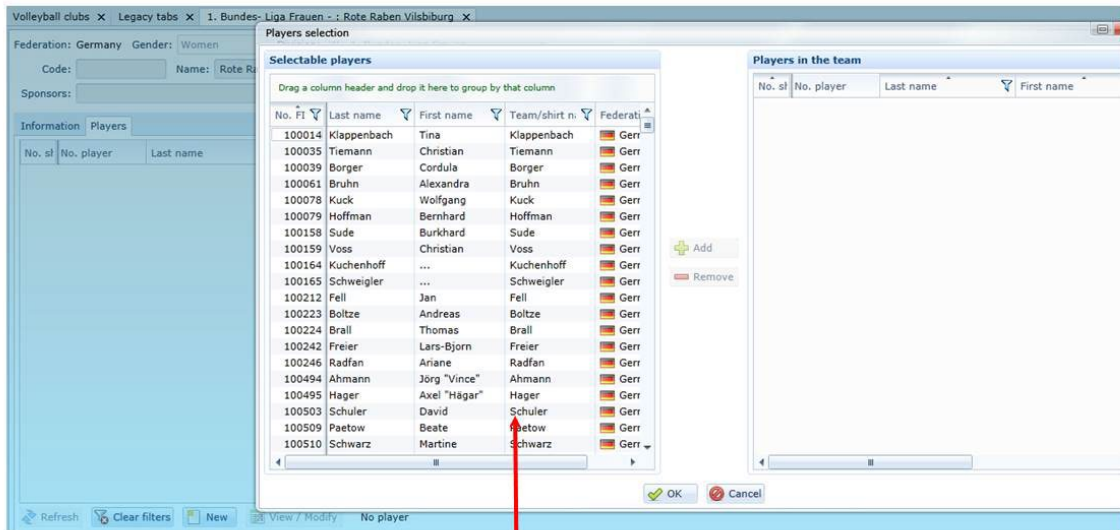 Volleyball clubs X Legacy tabs X 1. Bundes- Liga Frauen - : Rote Raben Vilsbiburg X
Federation: Germany Gender: Women
Code: Name: Rote Ra
Sponsors:
Information Players
No. sł No. player Last name
Refresh Clear filters New View / Modify No player
Players selection
Selectable players
Drag a column header and drop it here to group by that column
No. FI Last name First name Team/shirt n. Federati
100014 Klappenbach Tina Klappenbach Gerr
100035 Tiemann Christian Tiemann Gerr
100039 Borger Cordula Borger Gerr
100061 Bruhn Alexandra Bruhn Gerr
100078 Kuck Wolfgang Kuck Gerr
100079 Hoffman Bernhard Hoffman Gerr
100158 Sude Burkhard Sude Gerr
100159 Voss Christian Voss Gerr
100164 Kuchenhoff ... Kuchenhoff Gerr
100165 Schweigler ... Schweigler Gerr
100212 Fell Jan Fell Gerr
100223 Boltze Andreas Boltze Gerr
100224 Brall Thomas Brall Gerr
100242 Freier Lars-Bjorn Freier Gerr
100246 Radfan Ariane Radfan Gerr
100494 Ahmann Jörg "Vince" Ahmann Gerr
100495 Hager Axel "Hägar" Hager Gerr
100503 Schuler David Schuler Gerr
100509 Paetow Beate Paetow Gerr
100510 Schwarz Martine Schwarz Gerr
Add
Remove
Players in the team
No. sł No. player Last name First name
OK Cancel